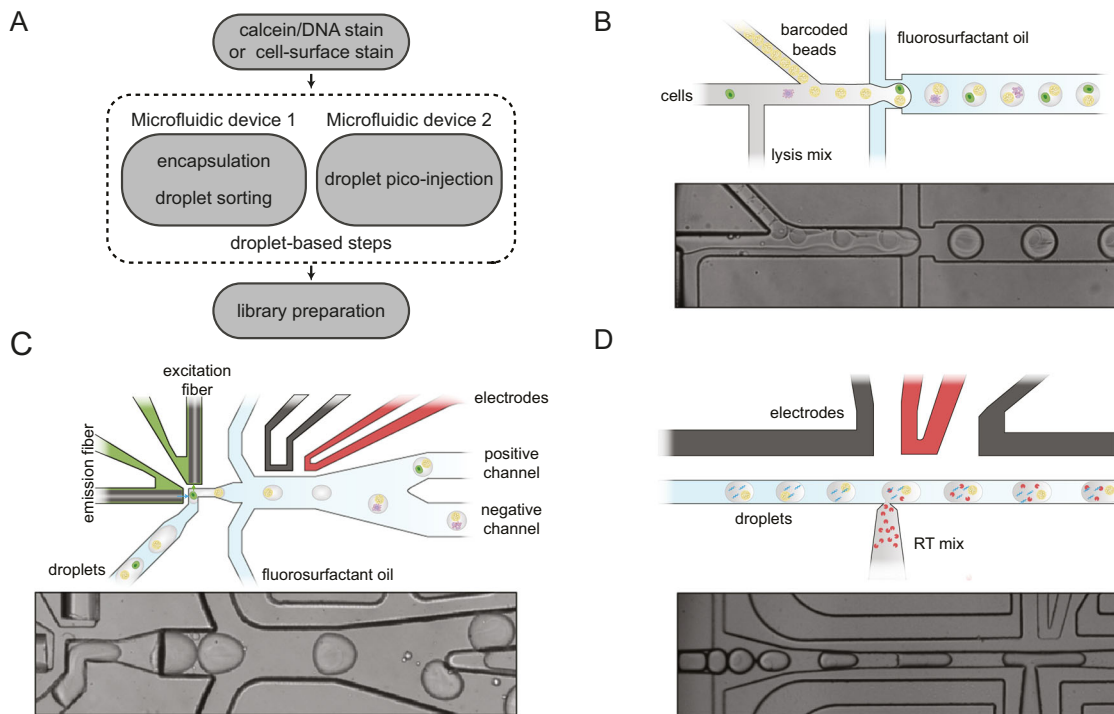 A
calcein/DNA stain
or cell-surface stain
Microfluidic device 1
Microfluidic device 2
encapsulation
droplet sorting
droplet pico-injection
droplet-based steps
library preparation
B
barcoded
beads
fluorosurfactant oil
cells
lysis mix
C
excitation
fiber
electrodes
emission fiber
positive
channel
negative
channel
droplets
fluorosurfactant oil
D
electrodes
droplets
RT mix